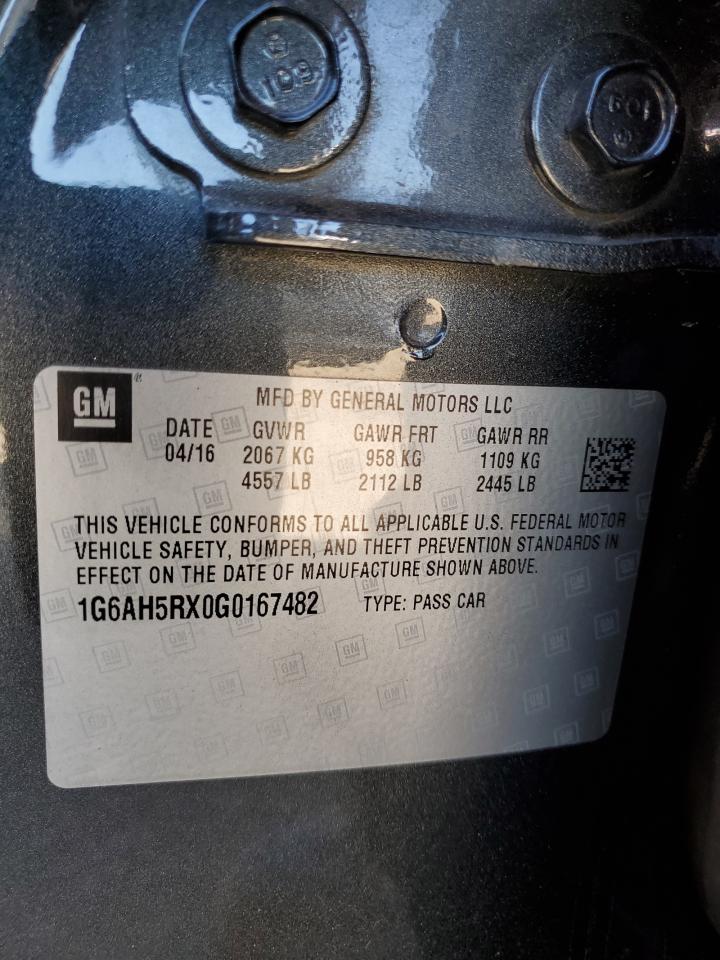 GM
MFD BY GENERAL MOTORS LLC
DATE GVWR GAWR FRT GAWR RR
04/16 2067 KG 958 KG 1109 KG
4557 LB 2112 LB 2445 LB
THIS VEHICLE CONFORMS TO ALL APPLICABLE U.S. FEDERAL MOTOR
VEHICLE SAFETY, BUMPER, AND THEFT PREVENTION STANDARDS IN
EFFECT ON THE DATE OF MANUFACTURE SHOWN ABOVE.
1G6AH5RX0G0167482 TYPE: PASS CAR